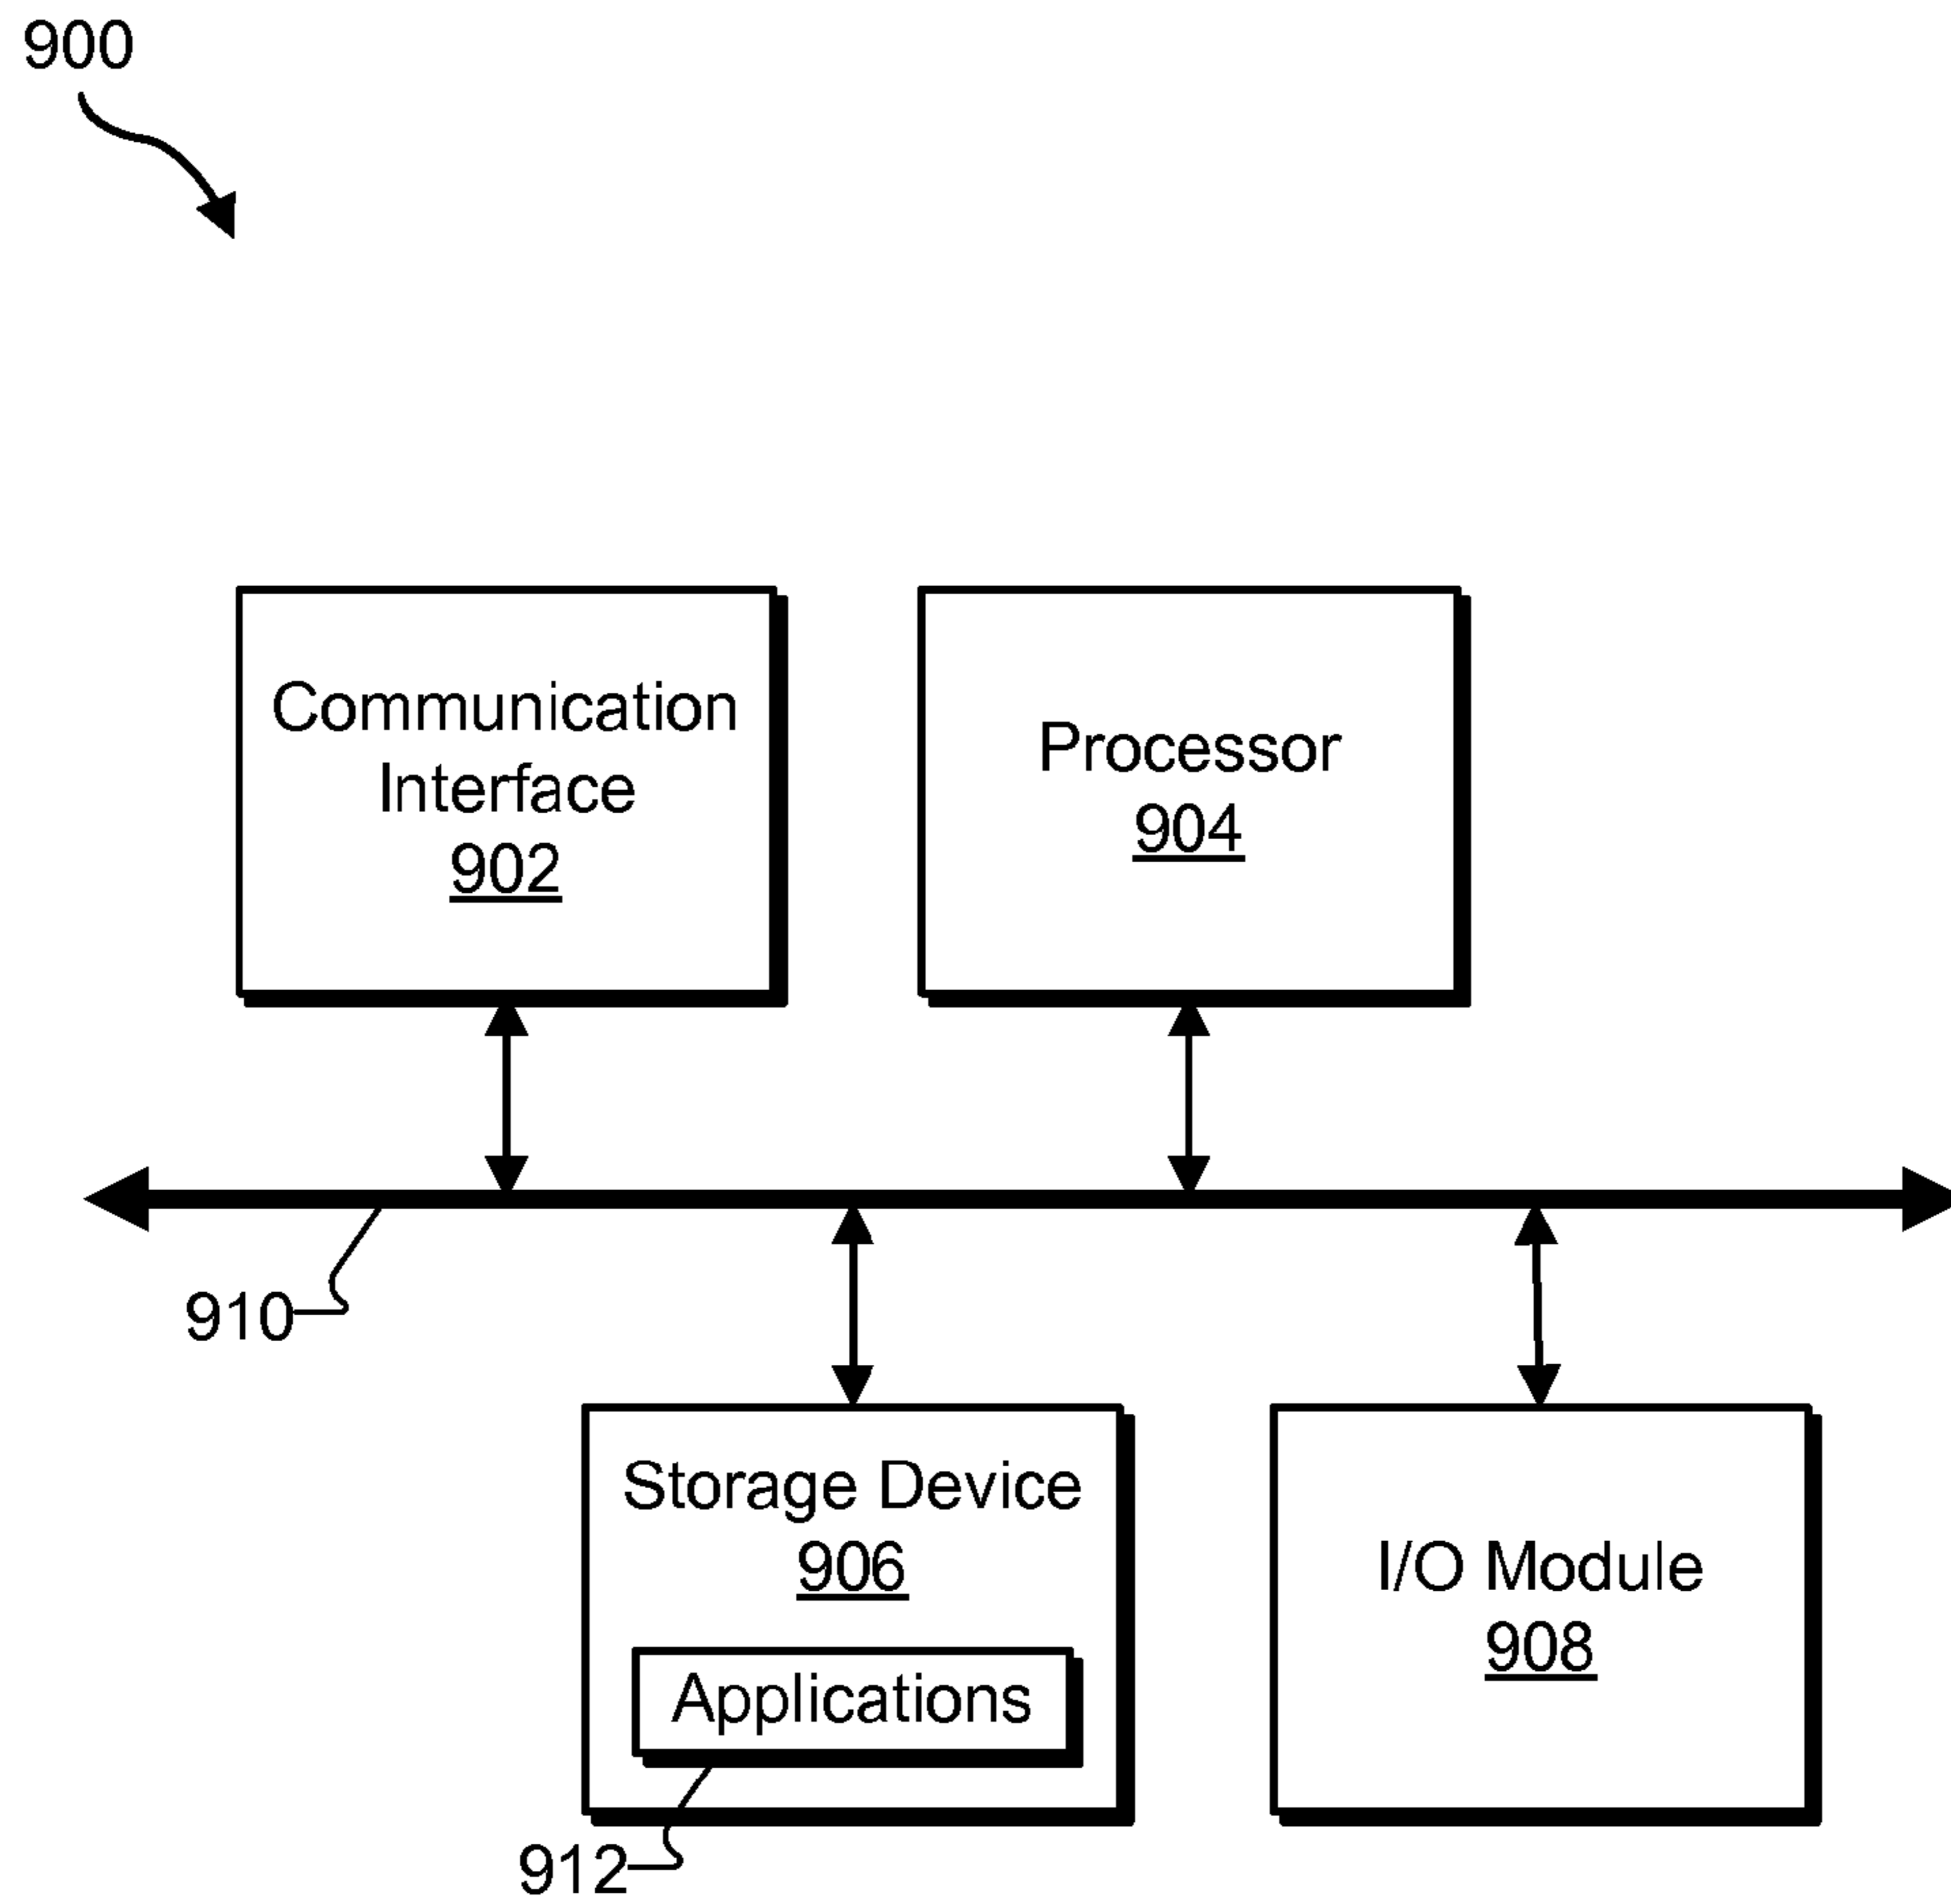 900
Communication
Interface
902
Processor
904
910
Storage Device
906
Applications
912
I/O Module
908